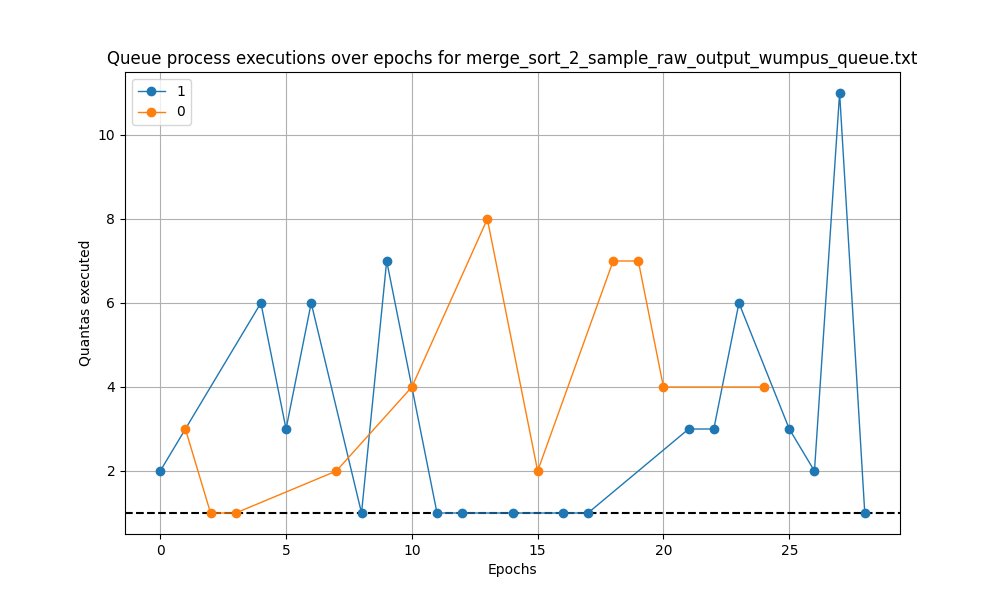 Queue process executions over epochs for merge_sort_2_sample_raw_output_wumpus_queue.txt
1
0
10
8
6
4
2
Quantas executed
0 5 10 15 20 25
Epochs